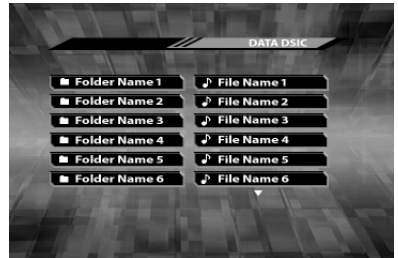 DATA DSIC
Folder Name 1 File Name 1
Folder Name 2 File Name 2
Folder Name 3 File Name 3
Folder Name 4 File Name 4
Folder Name 5 File Name 5
Folder Name 6 File Name 6